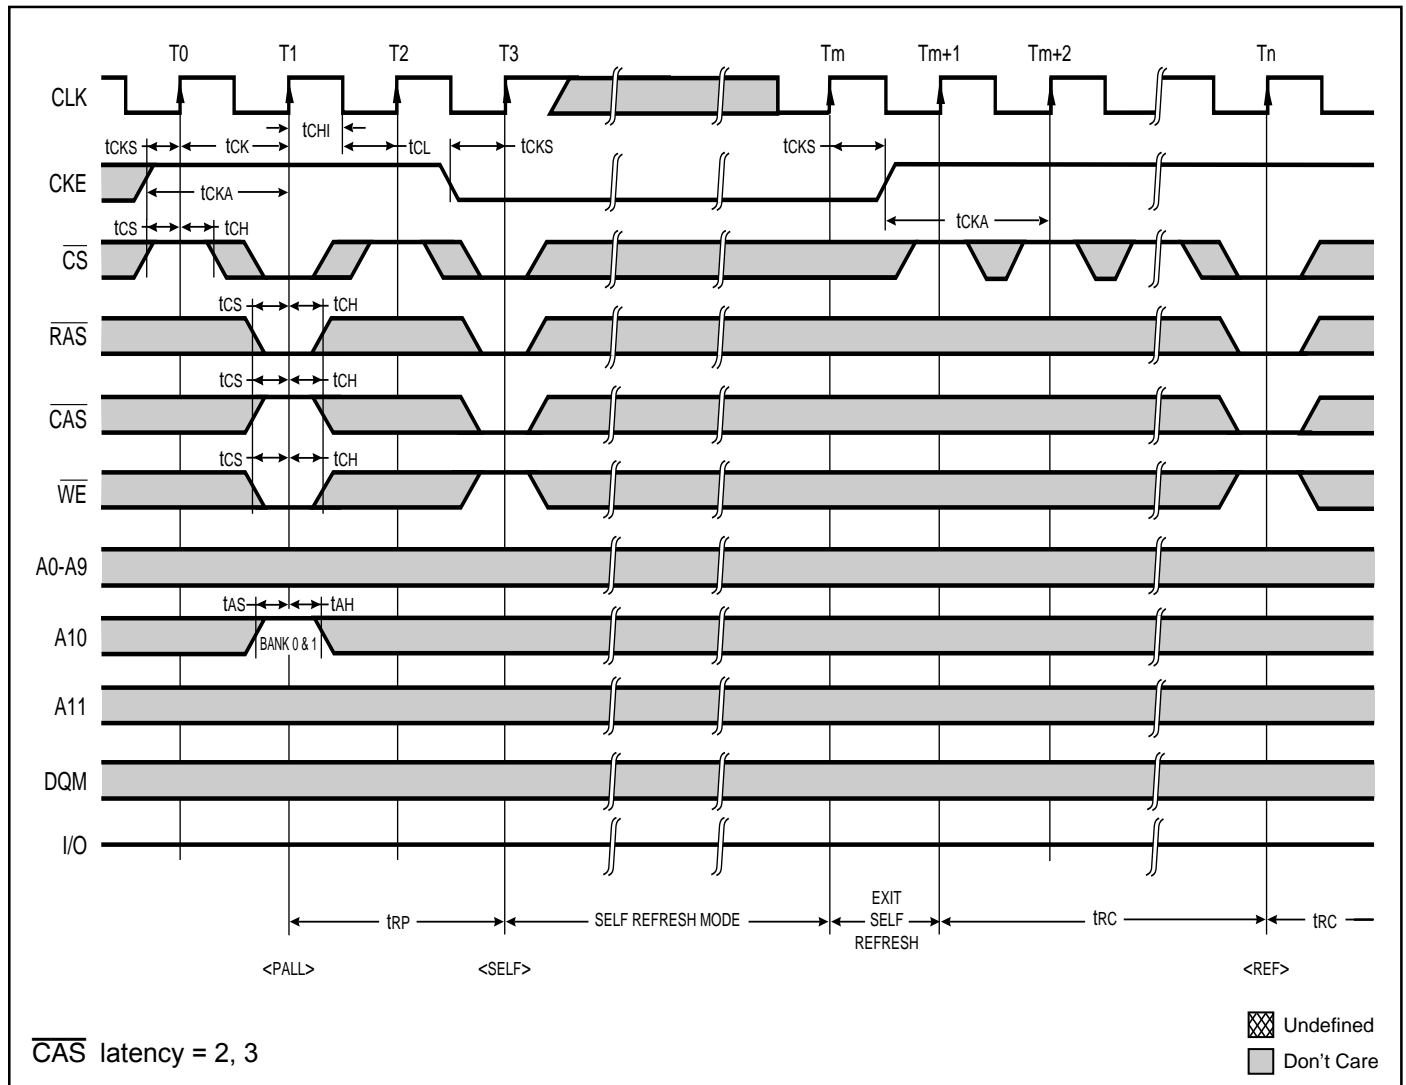 T0 T1 T2 T3 Tm Tm+1 Tm+2 Tn
CLK
tCHI
tCKS tCK tCL tCKS tCKS
CKE
tCKA
tCKA
tCS tCH
CS
tCS tCH
RAS
tCS tCH
CAS
tCS tCH
WE
A0-A9
tAS tAH
A10 BANK 0 & 1
A11
DQM
I/O
tRP SELF REFRESH MODE EXIT SELF REFRESH tRC tRC
<PALL> <SELF> <REF>
Undefined
CAS latency = 2, 3
Don't Care